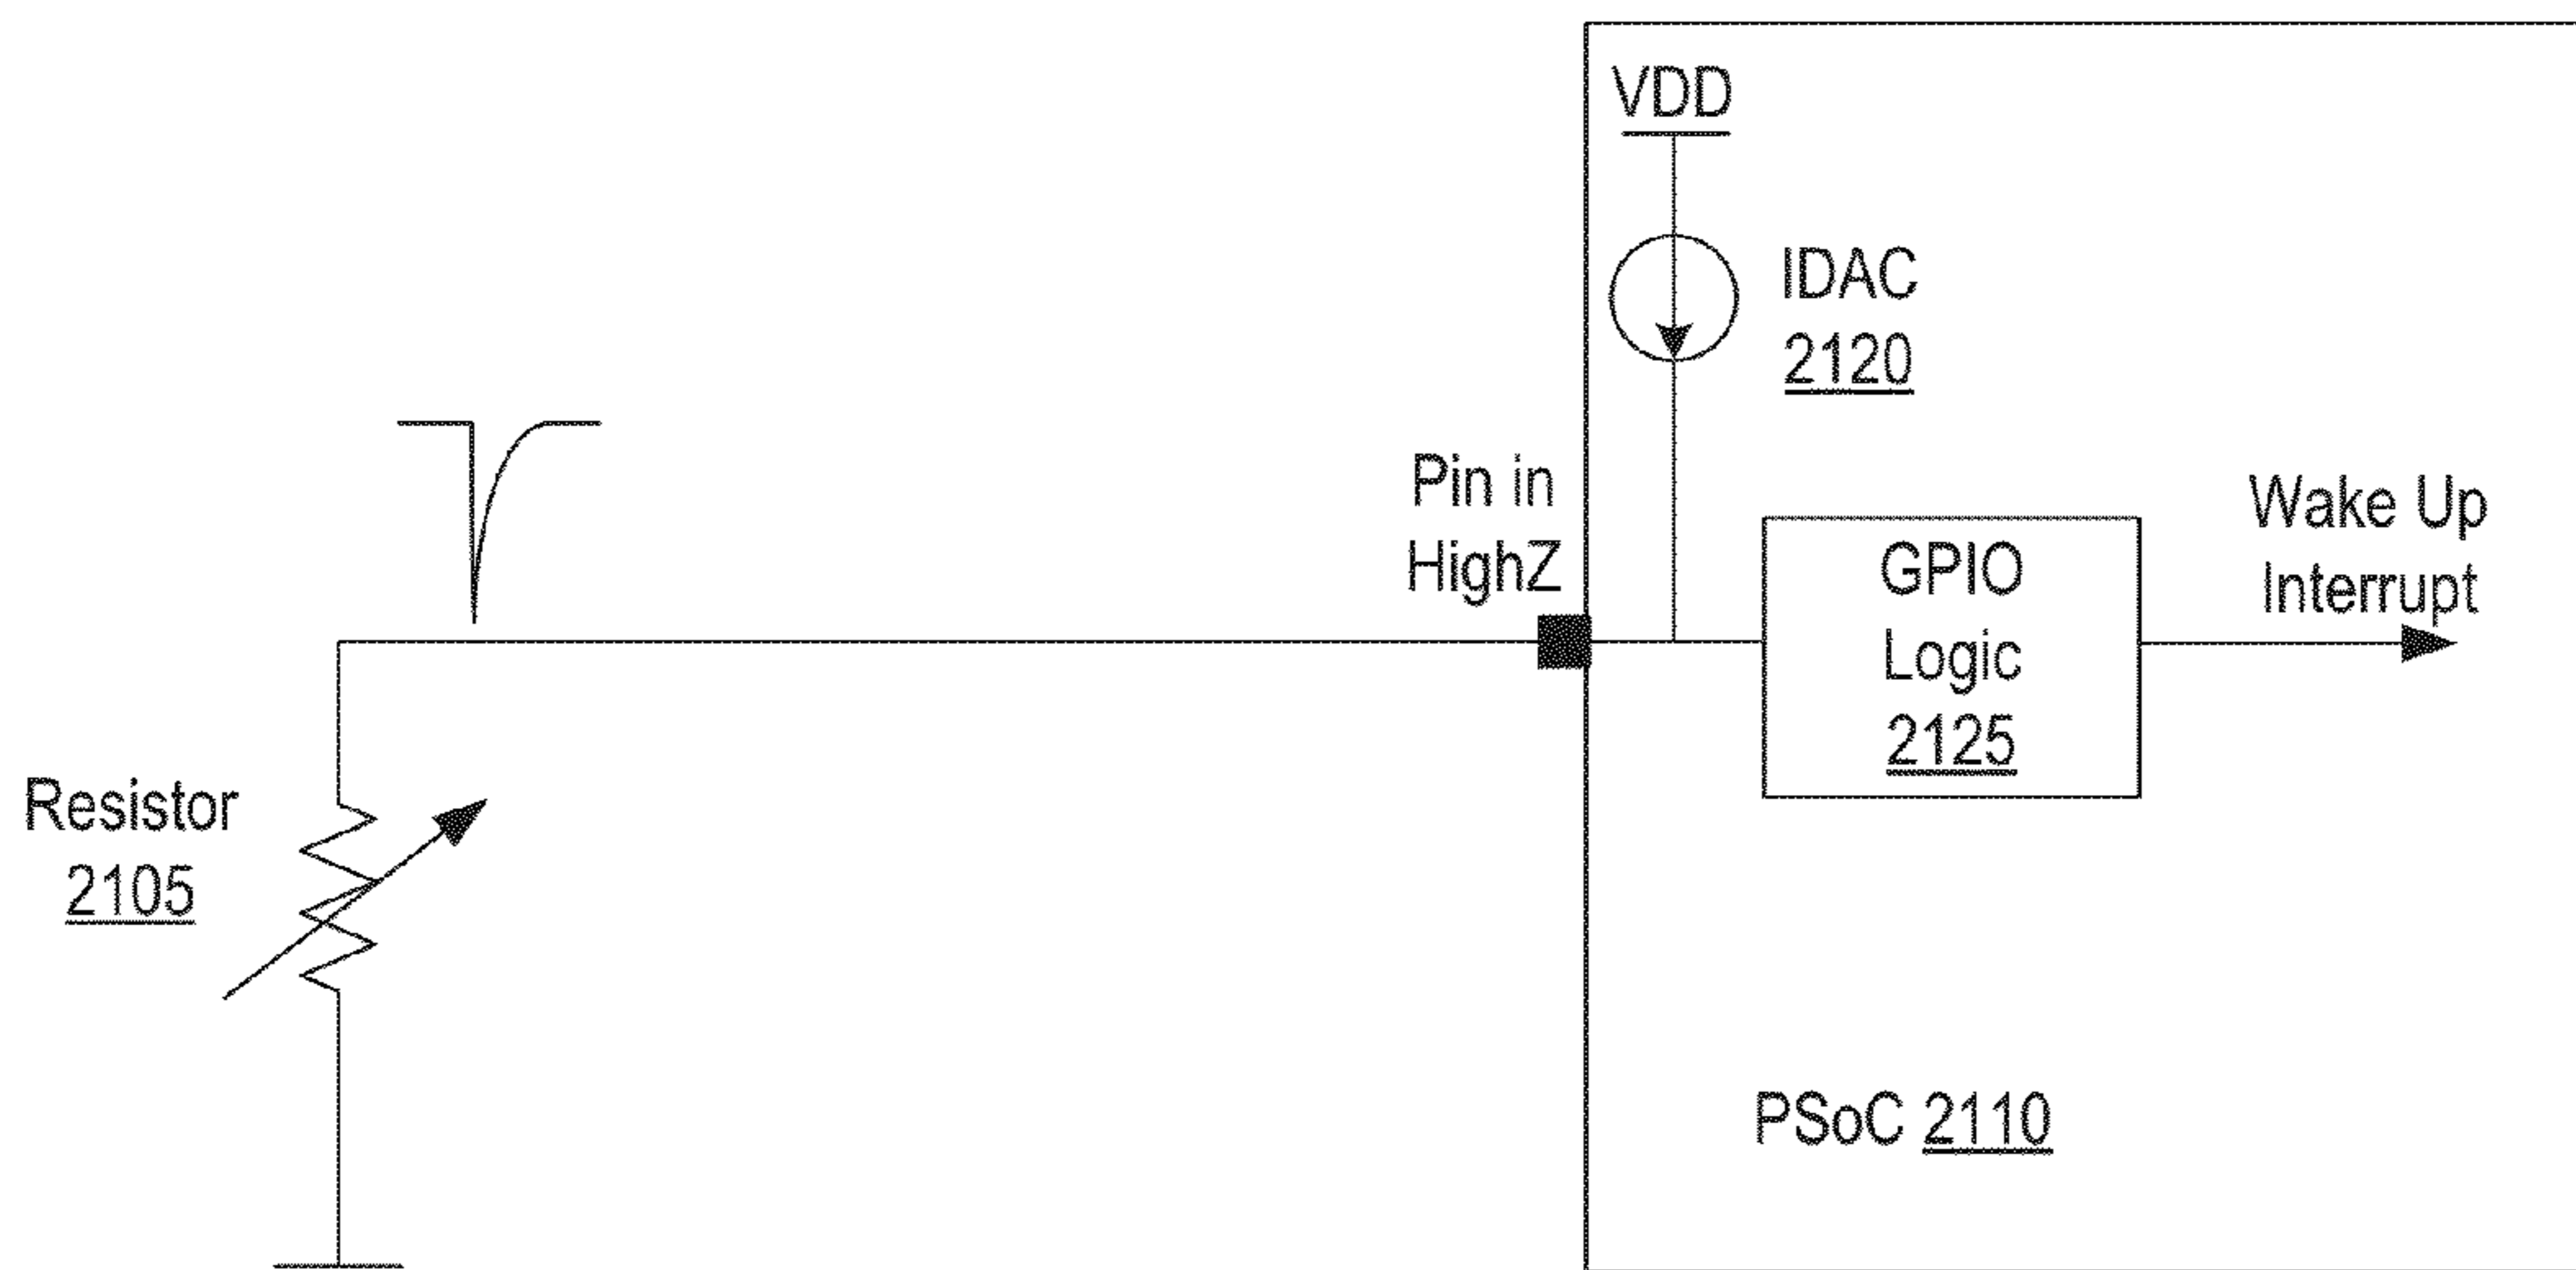 VDD
IDAC
2120
Pin in
HighZ
GPIO
Logic
2125
Wake Up
Interrupt
Resistor
2105
PSoC 2110